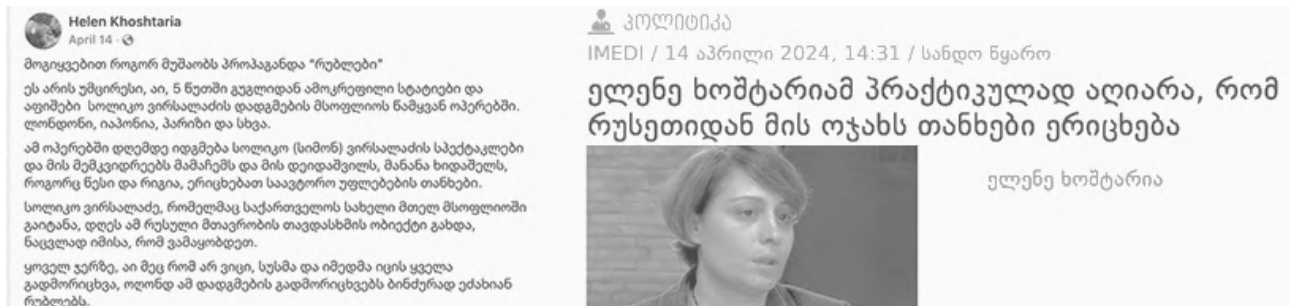 Helen Khoshtaria
April 14 ·
მოგიყვებით როგორ მუშაობს პროპაგანდა "რუბლები"
ეს არის უმცირესი, აი, 5 წუთში გუგლიდან ამოკრეფილი სტატიები და
აფიშები სოლიკო ვირსალაძის დადგმების მსოფლიოს წამყვან ოპერებში.
ლონდონი, იაპონია, პარიზი და სხვა.
ამ ოპერებში დღემდე იდგმება სოლიკო (სიმონ) ვირსალაძის სპექტაკლები
და მის მემკვიდრეებს მამაჩემს და მის დეიდაშვილს, მანანა ხიდაშელს,
როგორც წესი და რიგია, ერიცხებათ საავტორო უფლებების თანხები.
სოლიკო ვირსალაძე, რომელმაც საქართველოს სახელი მთელ მსოფლიოში
გაიტანა, დღეს ამ რუსული მთავრობის თავდასხმის ობიექტი გახდა,
ნაცვლად იმისა, რომ ვამაყობდეთ.
ყოველ ჯერზე, აი მეც რომ არ ვიცი, სუსმა და იმედმა იცის ყველა
გადმორიცხვა, ოღონდ ამ დადგმების გადმორიცხვებს ბინძურად ეძახიან
რუბლებს.
პოლიტიკა
IMEDI / 14 აპრილი 2024, 14:31 / სანდო წყარო
ელენე ხოშტარიამ პრაქტიკულად აღიარა, რომ
რუსეთიდან მის ოჯახს თანხები ერიცხება
ელენე ხოშტარია